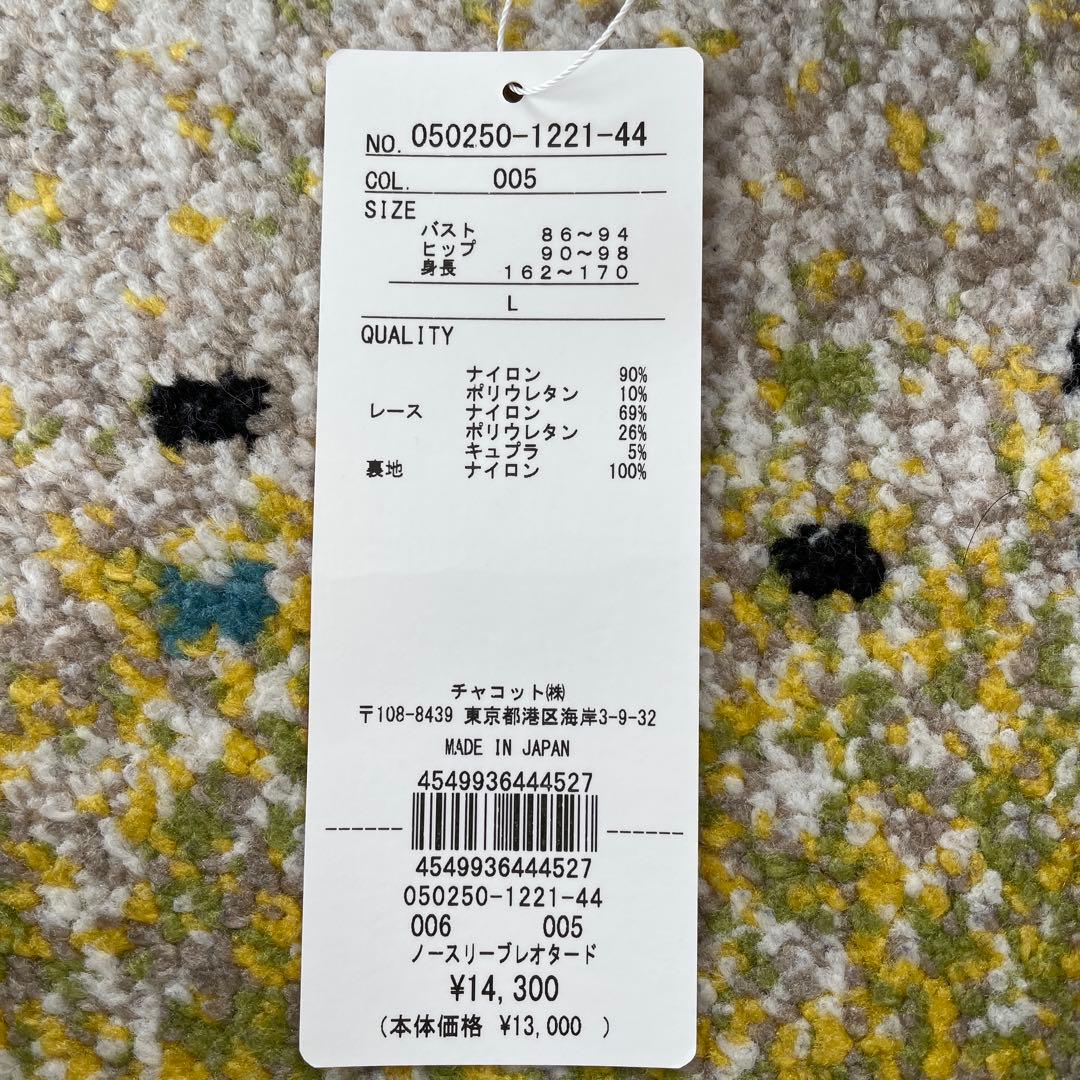 NO. 050250-1221-44
COL. 005
SIZE
バスト 86～94
ヒップ 90～98
身長 162～170
L
QUALITY
ナイロン 90%
ポリウレタン 10%
レース ナイロン 69%
ポリウレタン 26%
キュプラ 5%
裏地 ナイロン 100%
チャコット㈱
〒108-8439 東京都港区海岸3-9-32
MADE IN JAPAN
4549936444527
4549936444527
050250-1221-44
006 005
ノースリーブレオタード
¥14,300
(本体価格 ¥13,000 )